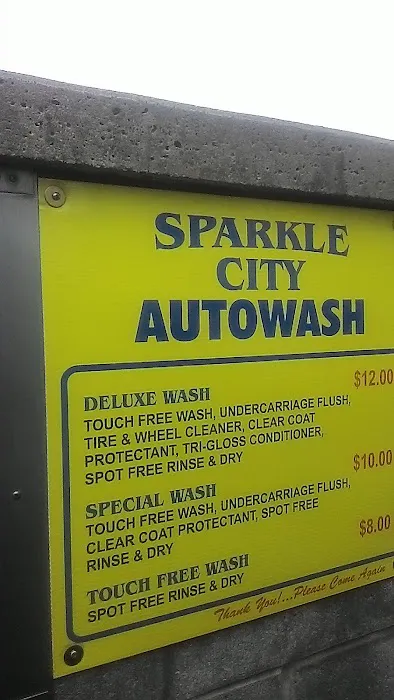 SPARKLE
CITY
AUTOWASH
$12.00
DELUXE WASH
TOUCH FREE WASH, UNDERCARRIAGE FLUSH,
TIRE & WHEEL CLEANER, CLEAR COAT
PROTECTANT, TRI-GLOSS CONDITIONER,
SPOT FREE RINSE & DRY
$10.00
SPECIAL WASH
TOUCH FREE WASH, UNDERCARRIAGE FLUSH,
CLEAR COAT PROTECTANT, SPOT FREE
RINSE & DRY
$8.00
TOUCH FREE WASH
SPOT FREE RINSE & DRY
Thank You!...Please Come Again